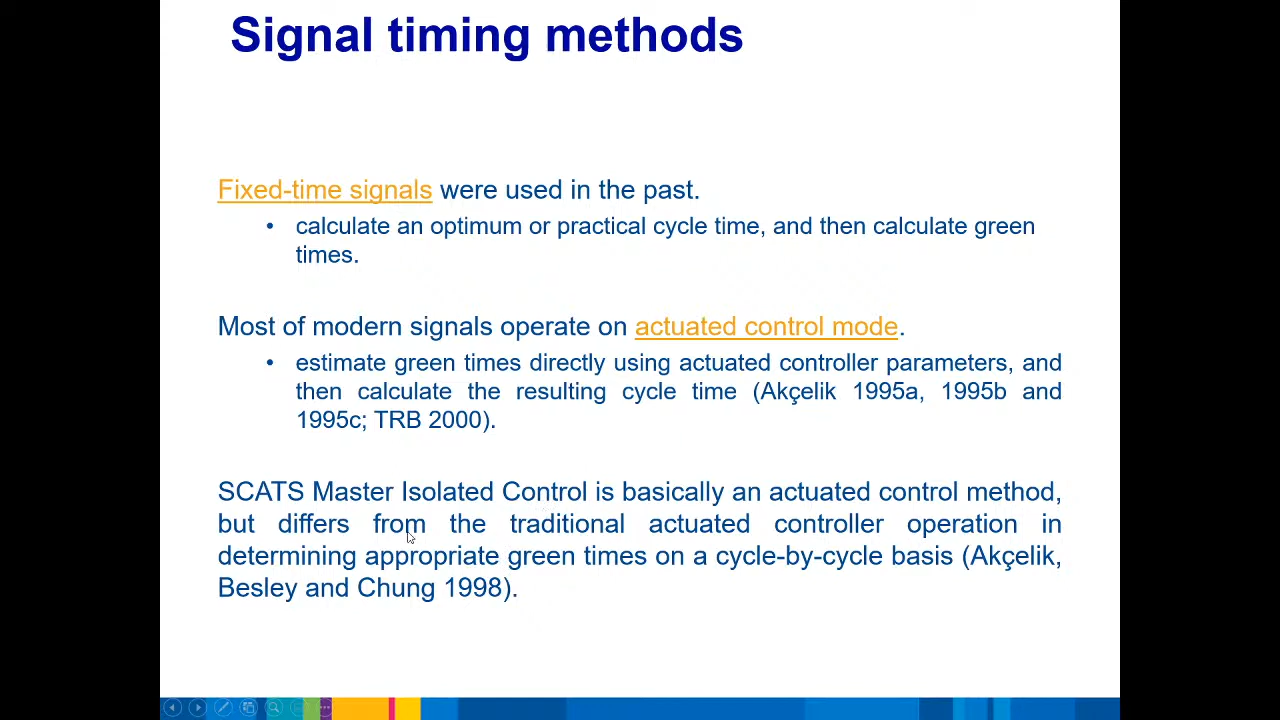 Signal timing methods
Fixed-time signals were used in the past.
• calculate an optimum or practical cycle time, and then calculate green
times.
Most of modern signals operate on actuated control mode.
• estimate green times directly using actuated controller parameters, and
then calculate the resulting cycle time (Akçelik 1995a, 1995b and
1995c; TRB 2000).
SCATS Master Isolated Control is basically an actuated control method,
but differs from the traditional actuated controller operation in
determining appropriate green times on a cycle-by-cycle basis (Akçelik,
Besley and Chung 1998).